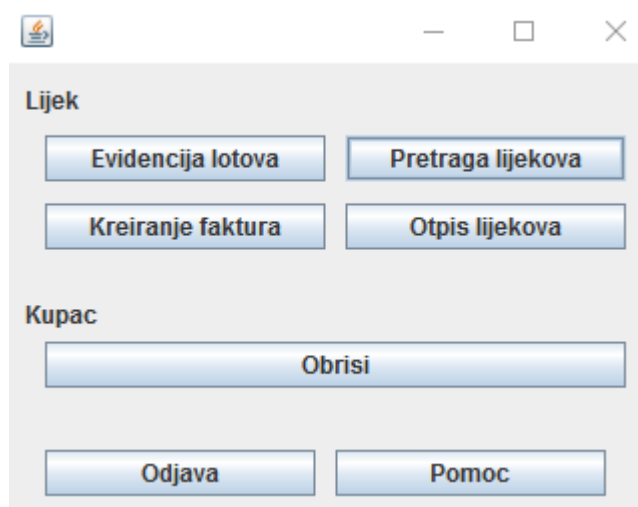 Lijek
Evidencija lotova Pretraga lijekova
Kreiranje faktura Otpis lijekova
Kupac
Obrisi
Odjava Pomoc